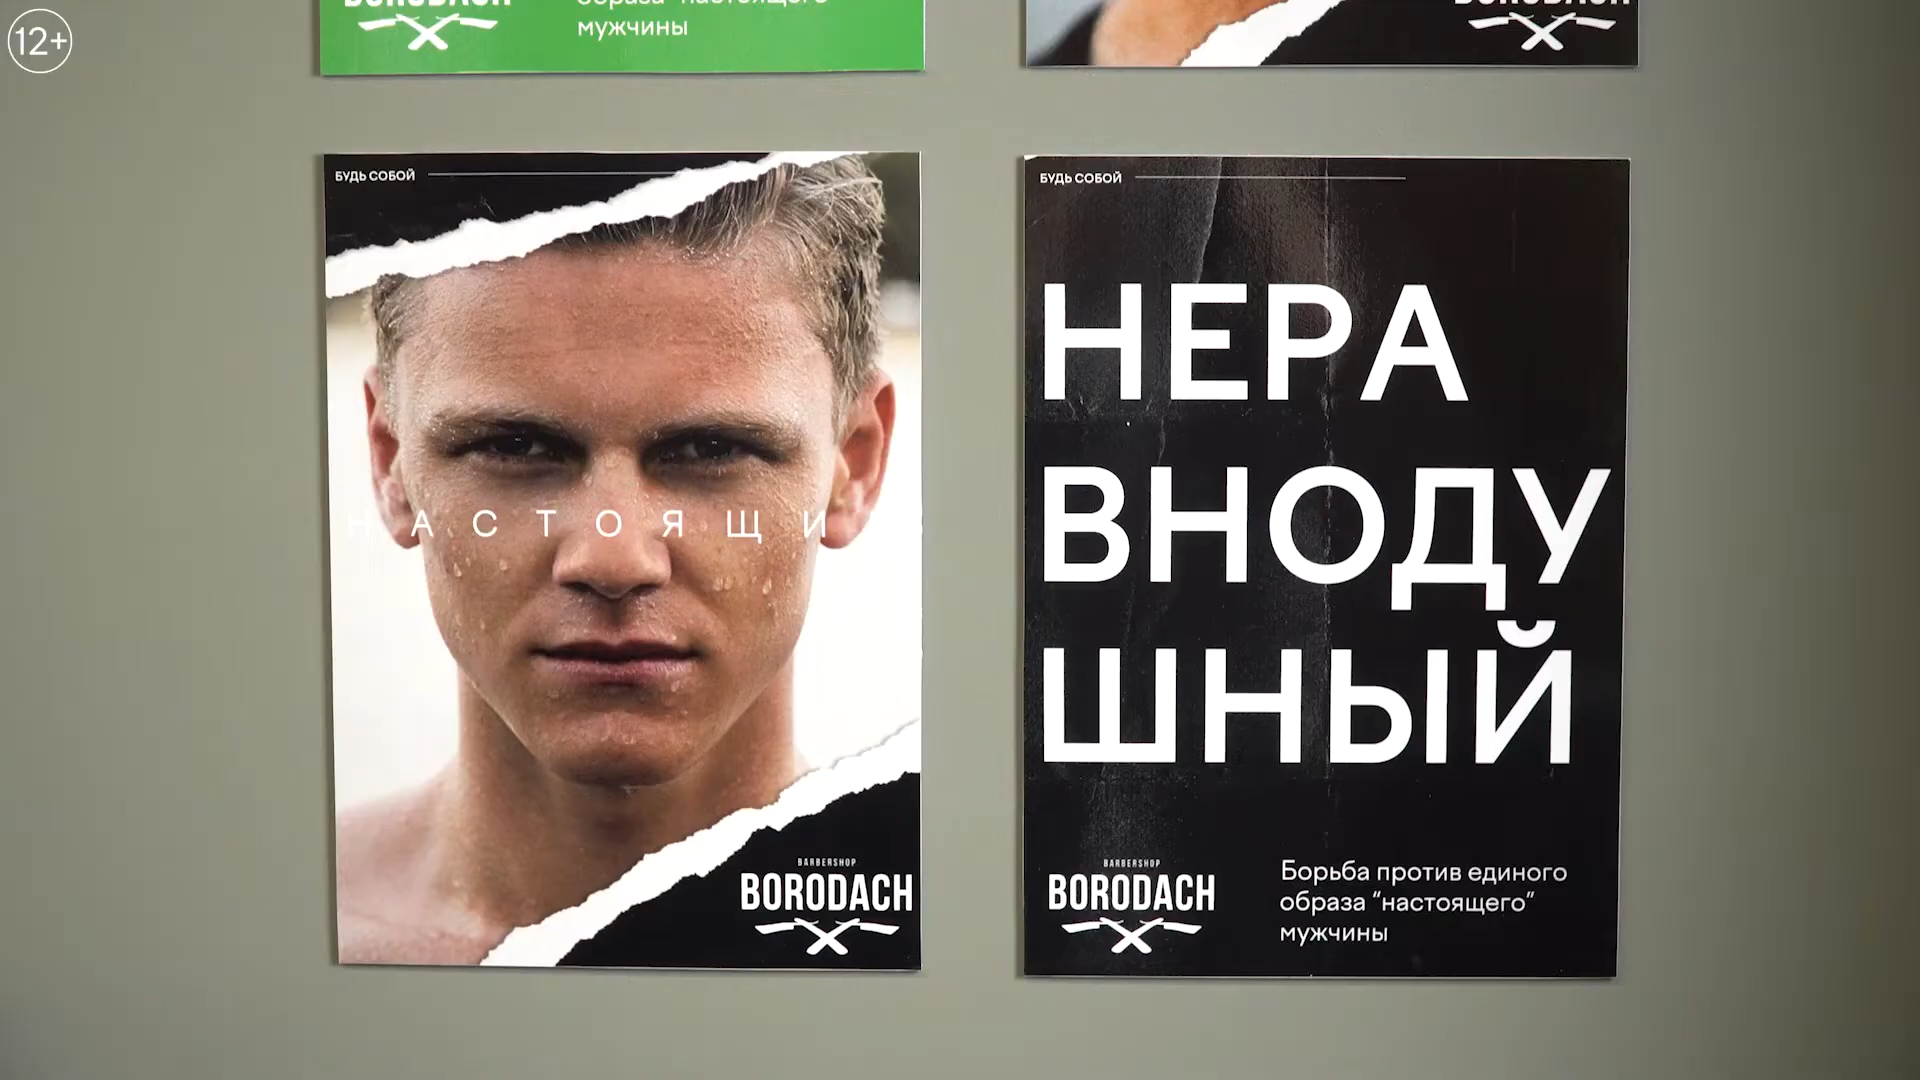 12+
образа "настоящего
мужчины
BORODACH
БУДЬ СОБОЙ
НАСТОЯЩИ
BARBERSHOP
BORODACH
БУДЬ СОБОЙ
НЕРА
ВНОДУ
ШНЫЙ
BARBERSHOP
BORODACH
Борьба против единого
образа “настоящего”
мужчины